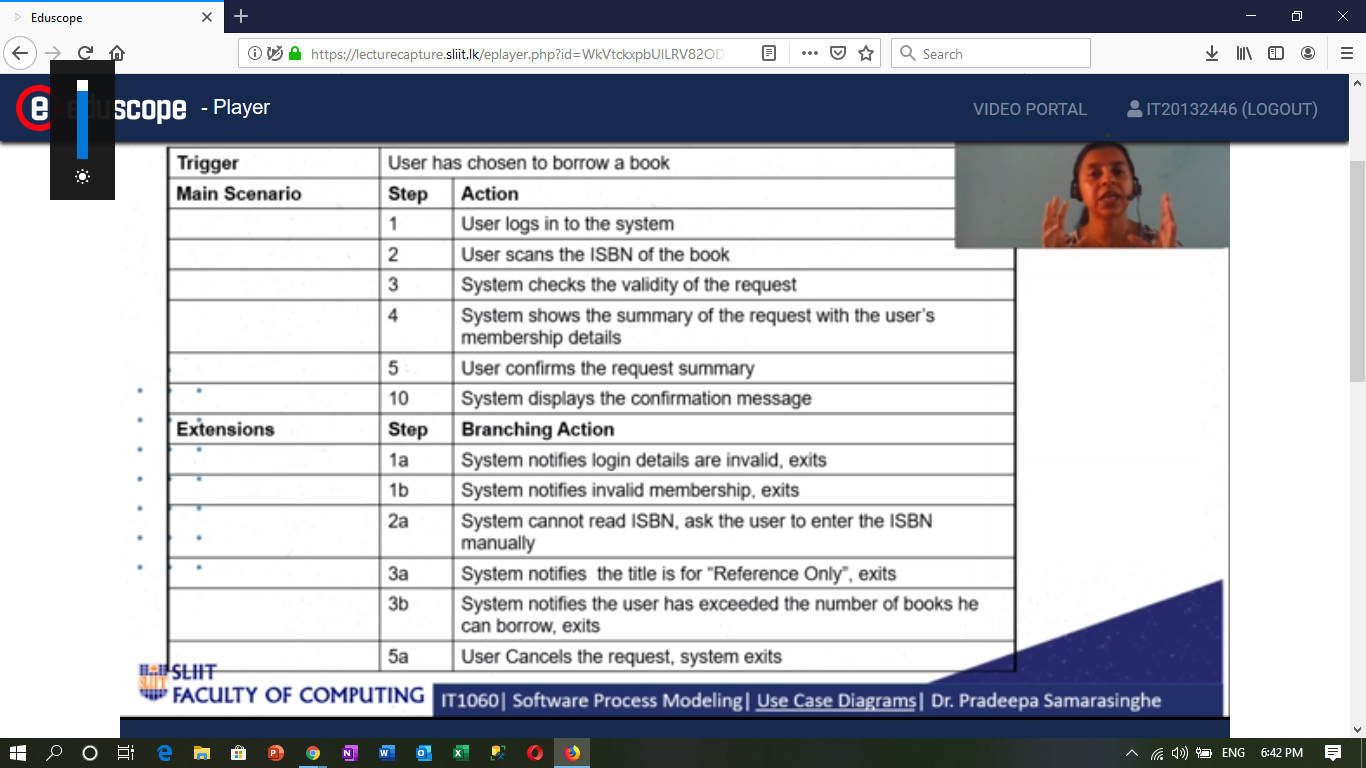 Eduscope
https://lecturecapture.sliit.lk/eplayer.php?id=WkVtckxpbUlLRV82OD
Search
eduscope - Player
VIDEO PORTAL
IT20132446 (LOGOUT)
Trigger User has chosen to borrow a book
Main Scenario Step Action
1 User logs in to the system
2 User scans the ISBN of the book
3 System checks the validity of the request
4 System shows the summary of the request with the user's
membership details
5 User confirms the request summary
10 System displays the confirmation message
Extensions Step Branching Action
1a System notifies login details are invalid, exits
1b System notifies invalid membership, exits
2a System cannot read ISBN, ask the user to enter the ISBN
manually
3a System notifies the title is for “Reference Only”, exits
3b System notifies the user has exceeded the number of books he
can borrow, exits
5a User Cancels the request, system exits
SLIIT
FACULTY OF COMPUTING
IT1060| Software Process Modeling| Use Case Diagrams| Dr. Pradeepa Samarasinghe
ENG 6:42 PM